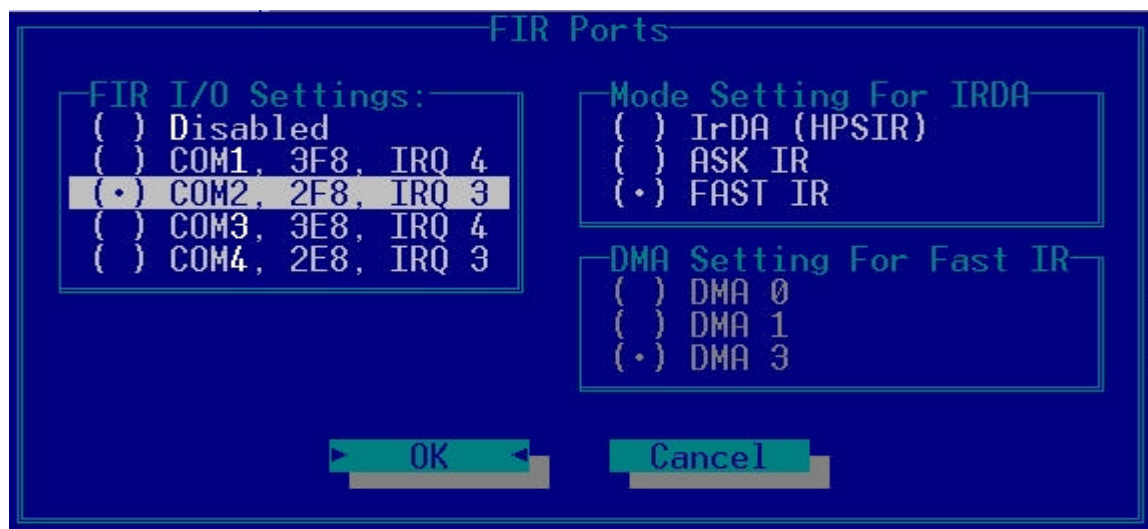 FIR Ports
FIR I/O Settings:
( ) Disabled
( ) COM1, 3F8, IRQ 4
(•) COM2, 2F8, IRQ 3
( ) COM3, 3E8, IRQ 4
( ) COM4, 2E8, IRQ 3
Mode Setting For IRDA
( ) IrDA (HPSIR)
( ) ASK IR
(•) FAST IR
DMA Setting For Fast IR
( ) DMA 0
( ) DMA 1
(•) DMA 3
► OK ◄
Cancel